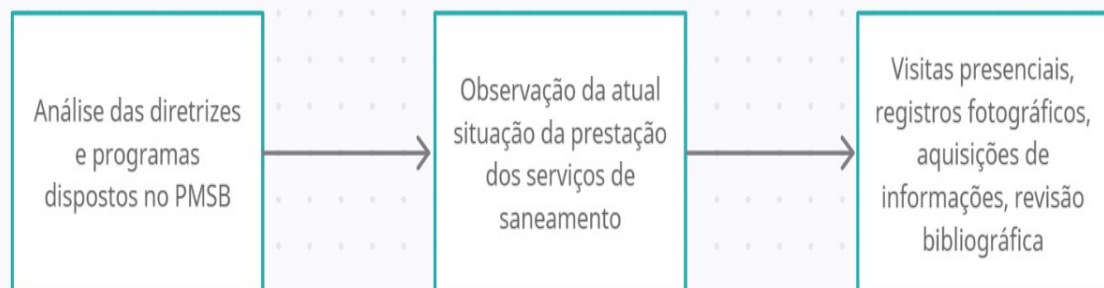 Análise das diretrizes
e programas
dispostos no PMSB
Observação da atual
situação da prestação
dos serviços de
saneamento
Visitas presenciais,
registros fotográficos,
aquisições de
informações, revisão
bibliográfica